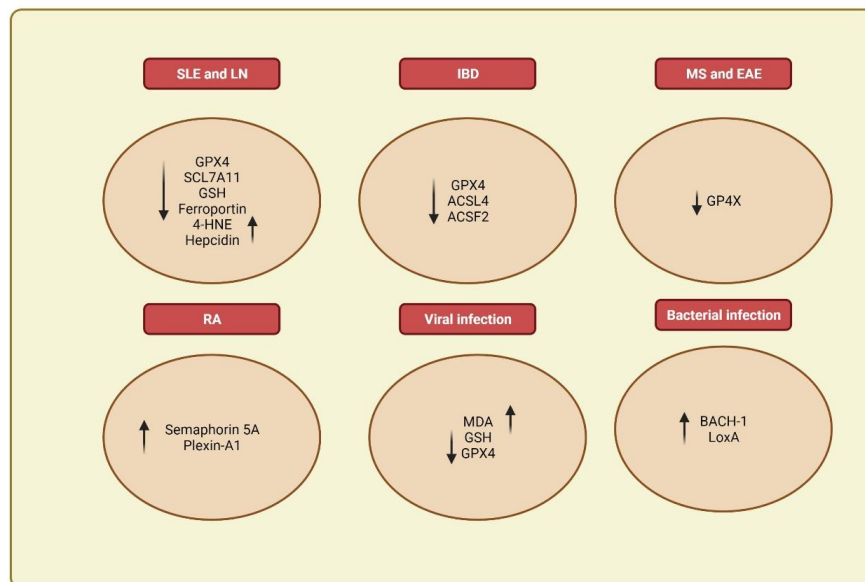 SLE and LN
GPX4
SCL7A11
GSH
Ferroportin
4-HNE
Hepcidin
IBD
GPX4
ACSL4
ACSF2
MS and EAE
GP4X
RA
Semaphorin 5A
Plexin-A1
Viral infection
MDA
GSH
GPX4
Bacterial infection
BACH-1
LoxA